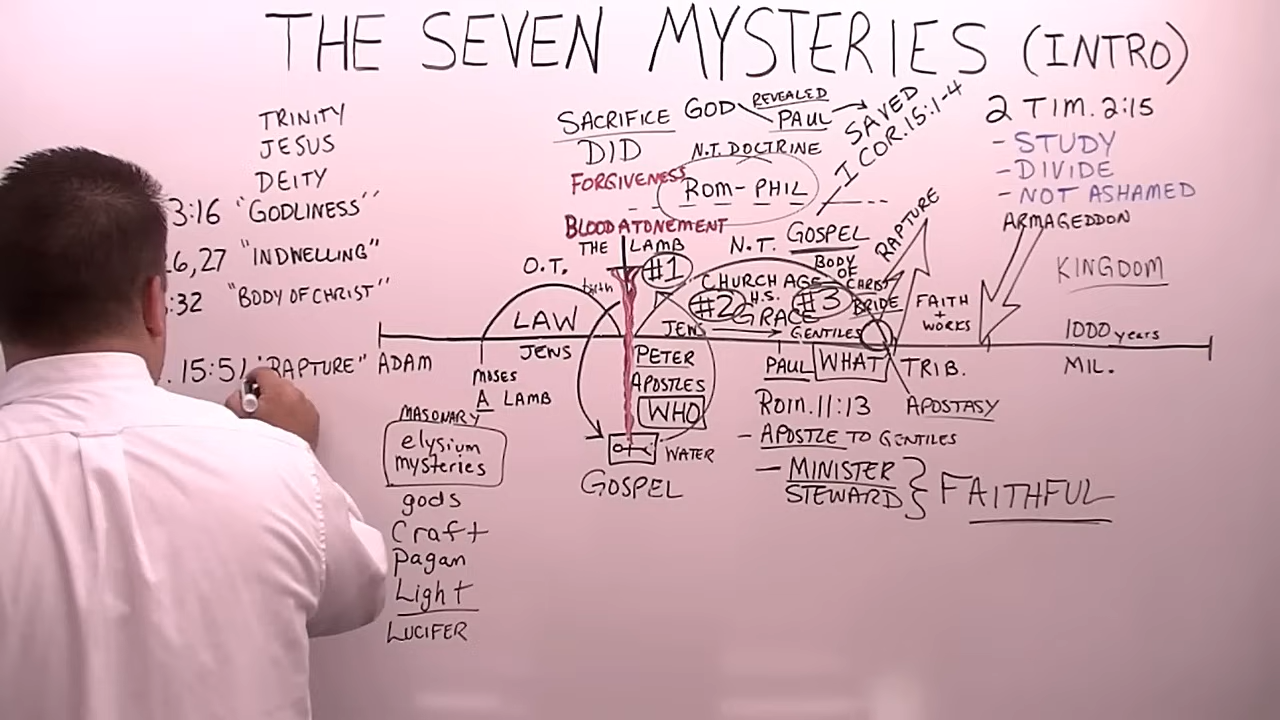 THE SEVEN MYSTERIES (INTRO)
TRINITY
JESUS
DEITY
3:16 "GODLINESS"
6,27 "INDWELLING"
:32 "BODY OF CHRIST"
. 15:51 "RAPTURE"
SACRIFICE
DID
FORGIVENESS
BLOOD ATONEMENT
THE LAMB
GOD
REVEALED
PAUL
SAVED
I COR. 15:1-4
N.T. DOCTRINE
ROM - PHIL
N.T. GOSPEL
2 TIM. 2:15
- STUDY
- DIVIDE
- NOT ASHAMED
ARMAGEDDON
KINGDOM
1000 years
MIL.
RAPTURE
BODY
OF
CHRIST
BRIDE
FAITH
+
WORKS
TRIB.
O.T.
birth
#1
CHURCH AGE
#2
H.S.
#3
GRACE
LAW
JEWS
JEWS
GENTILES
ADAM
MOSES
A LAMB
PETER
APOSTLES
WHO
WATER
GOSPEL
PAUL
WHAT
Rom. 11:13
APOSTASY
- APOSTLE TO GENTILES
- MINISTER
STEWARD
} FAITHFUL
MASONARY
elysium
mysteries
gods
Craft
Pagan
Light
LUCIFER